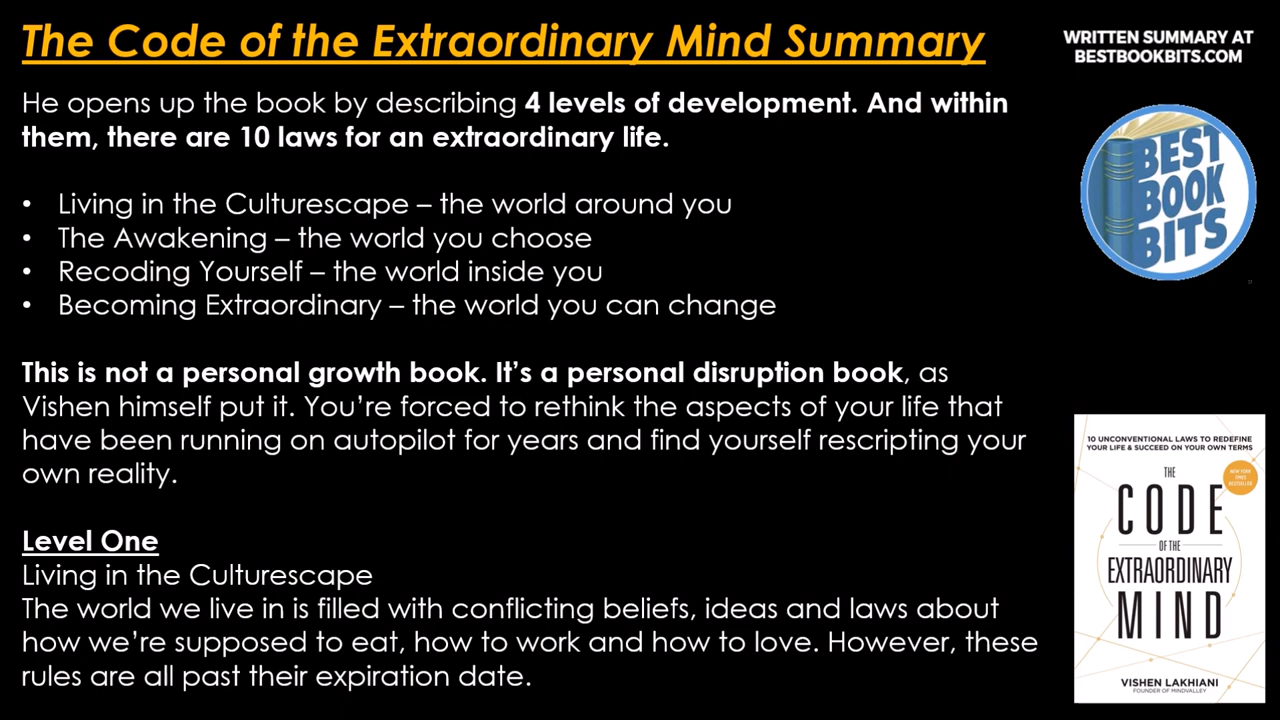 The Code of the Extraordinary Mind Summary
WRITTEN SUMMARY AT
BESTBOOKBITS.COM
He opens up the book by describing 4 levels of development. And within
them, there are 10 laws for an extraordinary life.
• Living in the Culturescape – the world around you
• The Awakening – the world you choose
• Recoding Yourself – the world inside you
• Becoming Extraordinary – the world you can change
BEST
BOOK
BITS
This is not a personal growth book. It’s a personal disruption book, as
Vishen himself put it. You’re forced to rethink the aspects of your life that
have been running on autopilot for years and find yourself rescripting your
own reality.
Level One
Living in the Culturescape
The world we live in is filled with conflicting beliefs, ideas and laws about
how we’re supposed to eat, how to work and how to love. However, these
rules are all past their expiration date.
10 UNCONVENTIONAL LAWS TO REDEFINE
YOUR LIFE & SUCCEED ON YOUR OWN TERMS
NEW YORK
TIMES
BESTSELLER
THE
CODE
OF THE
EXTRAORDINARY
MIND
VISHEN LAKHIANI
FOUNDER OF MINDVALLEY